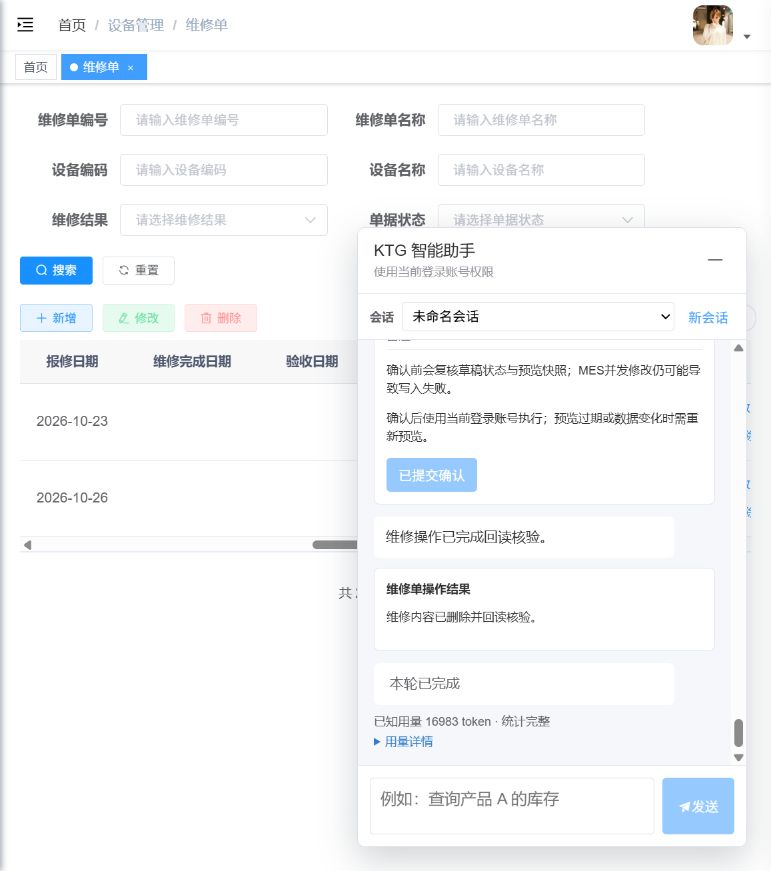 首页 / 设备管理 / 维修单
首页
维修单 ×
维修单编号 请输入维修单编号
维修单名称 请输入维修单名称
设备编码 请输入设备编码
设备名称 请输入设备名称
维修结果 请选择维修结果
单据状态 请选择单据状态
搜索
重置
新增
修改
删除
报修日期 维修完成日期 验收日期
2026-10-23
2026-10-26
共
KTG 智能助手
使用当前登录账号权限
会话 未命名会话 新会话
确认前会复核草稿状态与预览快照；MES并发修改仍可能导
致写入失败。
确认后使用当前登录账号执行；预览过期或数据变化时需重
新预览。
已提交确认
维修操作已完成回读核验。
维修单操作结果
维修内容已删除并回读核验。
本轮已完成
已知用量 16983 token · 统计完整
用量详情
例如：查询产品 A 的库存
发送